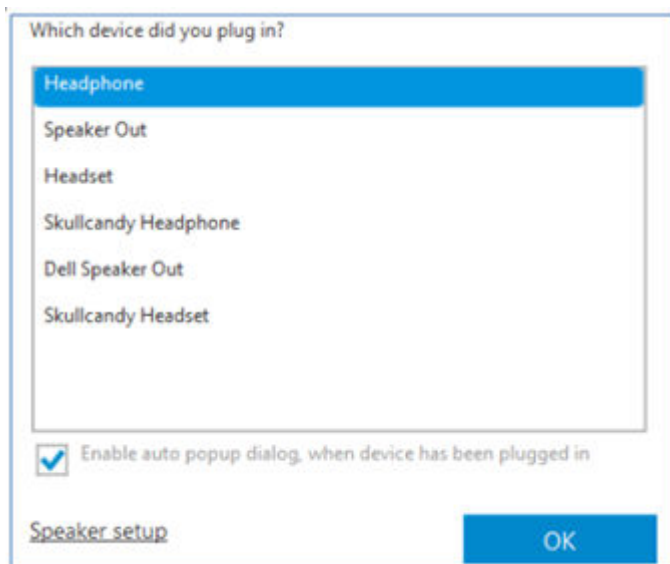 Which device did you plug in?
Headphone
Speaker Out
Headset
Skullcandy Headphone
Dell Speaker Out
Skullcandy Headset
Enable auto popup dialog, when device has been plugged in
Speaker setup
OK